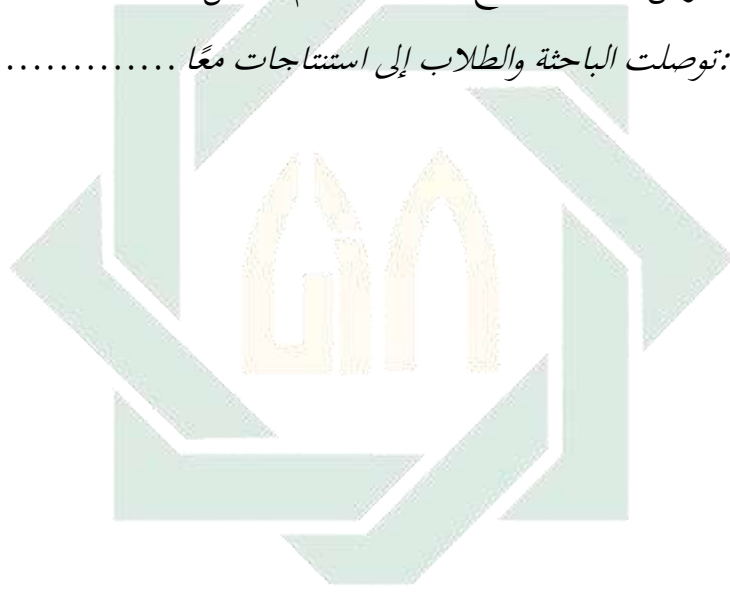 توصلت الباحثة والطلاب إلى استنتاجات معًا:.............